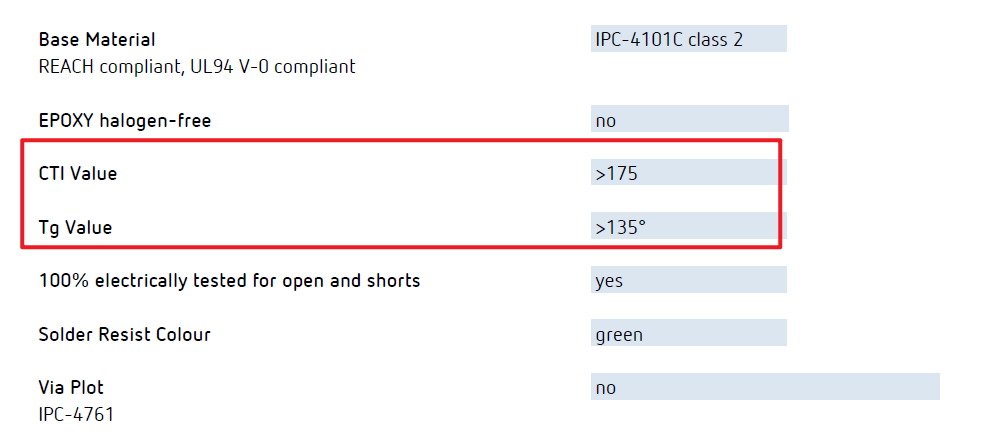 Base Material IPC-4101C class 2
REACH compliant, UL94 V-0 compliant
EPOXY halogen-free no
CTI Value >175
Tg Value >135°
100% electrically tested for open and shorts yes
Solder Resist Colour green
Via Plot no
IPC-4761